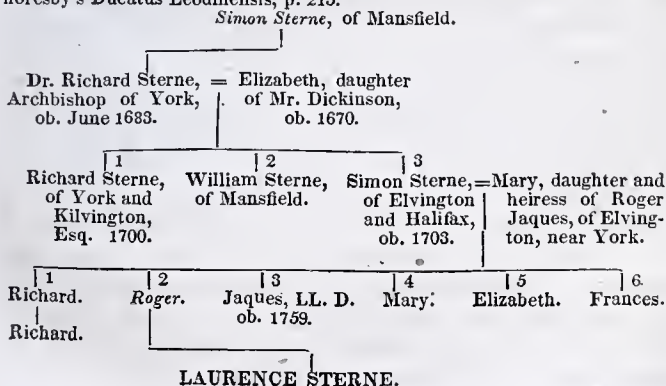 Thoresby's Ducatus Leodinensis, p. 215.
Simon Sterne, of Mansfield.
Dr. Richard Sterne, = Elizabeth, daughter
Archbishop of York, of Mr. Dickinson,
ob. June 1683. ob. 1670.
1 2 3
Richard Sterne, William Sterne, Simon Sterne,=Mary, daughter and
of York and of Mansfield. of Elvington heiress of Roger
Kilvington, and Halifax, Jaques, of Elving-
Esq. 1700. ob. 1703. ton, near York.
1 2 3 4 5 6.
Richard. Roger. Jaques, LL. D. Mary. Elizabeth. Frances.
ob. 1759.
Richard.
LAURENCE STERNE.